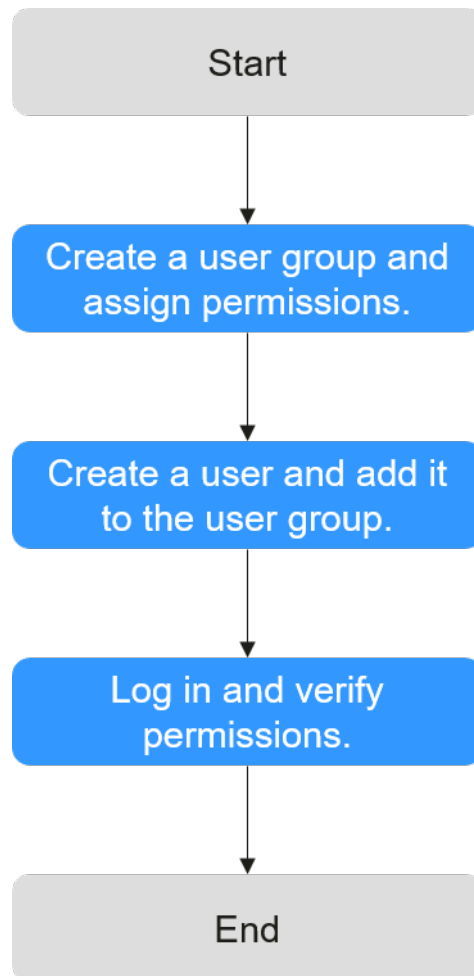 Start
Create a user group and
assign permissions.
Create a user and add it
to the user group.
Log in and verify
permissions.
End